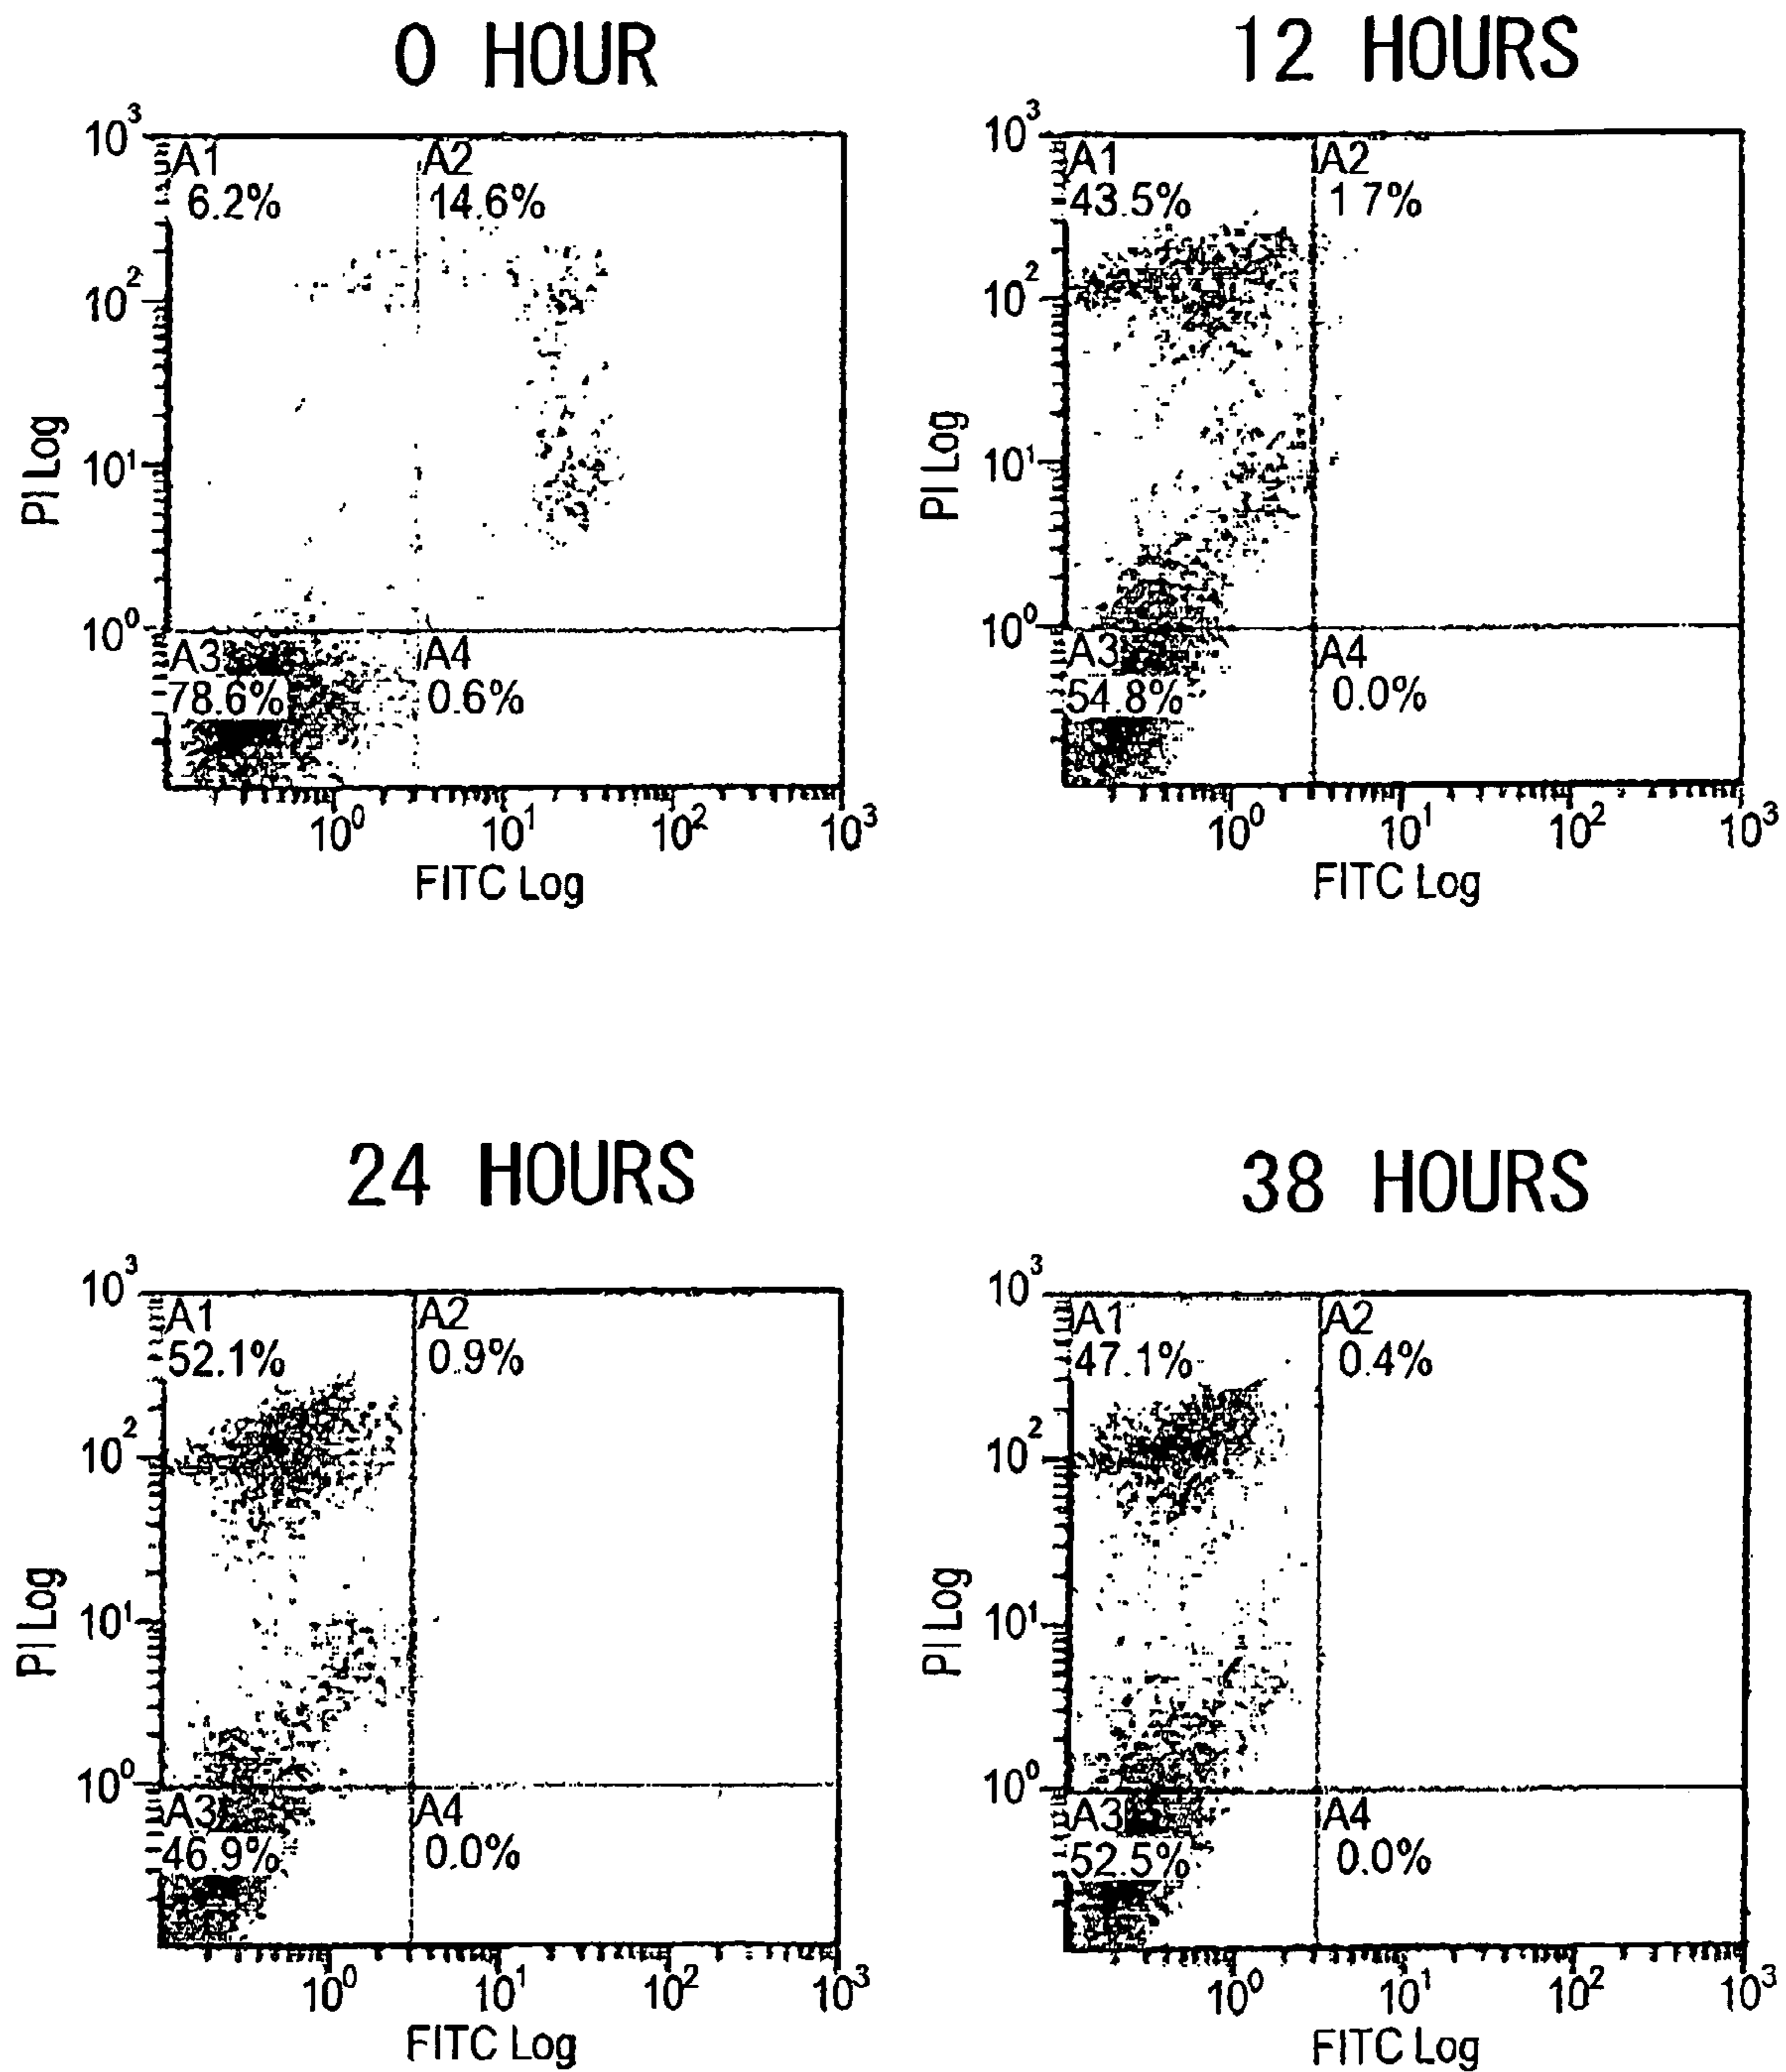 0 HOUR
10³
A1
6.2%
A2
14.6%
10²
PI Log
10¹
10⁰
A3
78.6%
A4
0.6%
10⁰ 10¹ 10² 10³
FITC Log
12 HOURS
10³
A1
43.5%
A2
1.7%
10²
PI Log
10¹
10⁰
A3
54.8%
A4
0.0%
10⁰ 10¹ 10² 10³
FITC Log
24 HOURS
10³
A1
52.1%
A2
0.9%
10²
PI Log
10¹
10⁰
A3
46.9%
A4
0.0%
10⁰ 10¹ 10² 10³
FITC Log
38 HOURS
10³
A1
47.1%
A2
0.4%
10²
PI Log
10¹
10⁰
A3
52.5%
A4
0.0%
10⁰ 10¹ 10² 10³
FITC Log